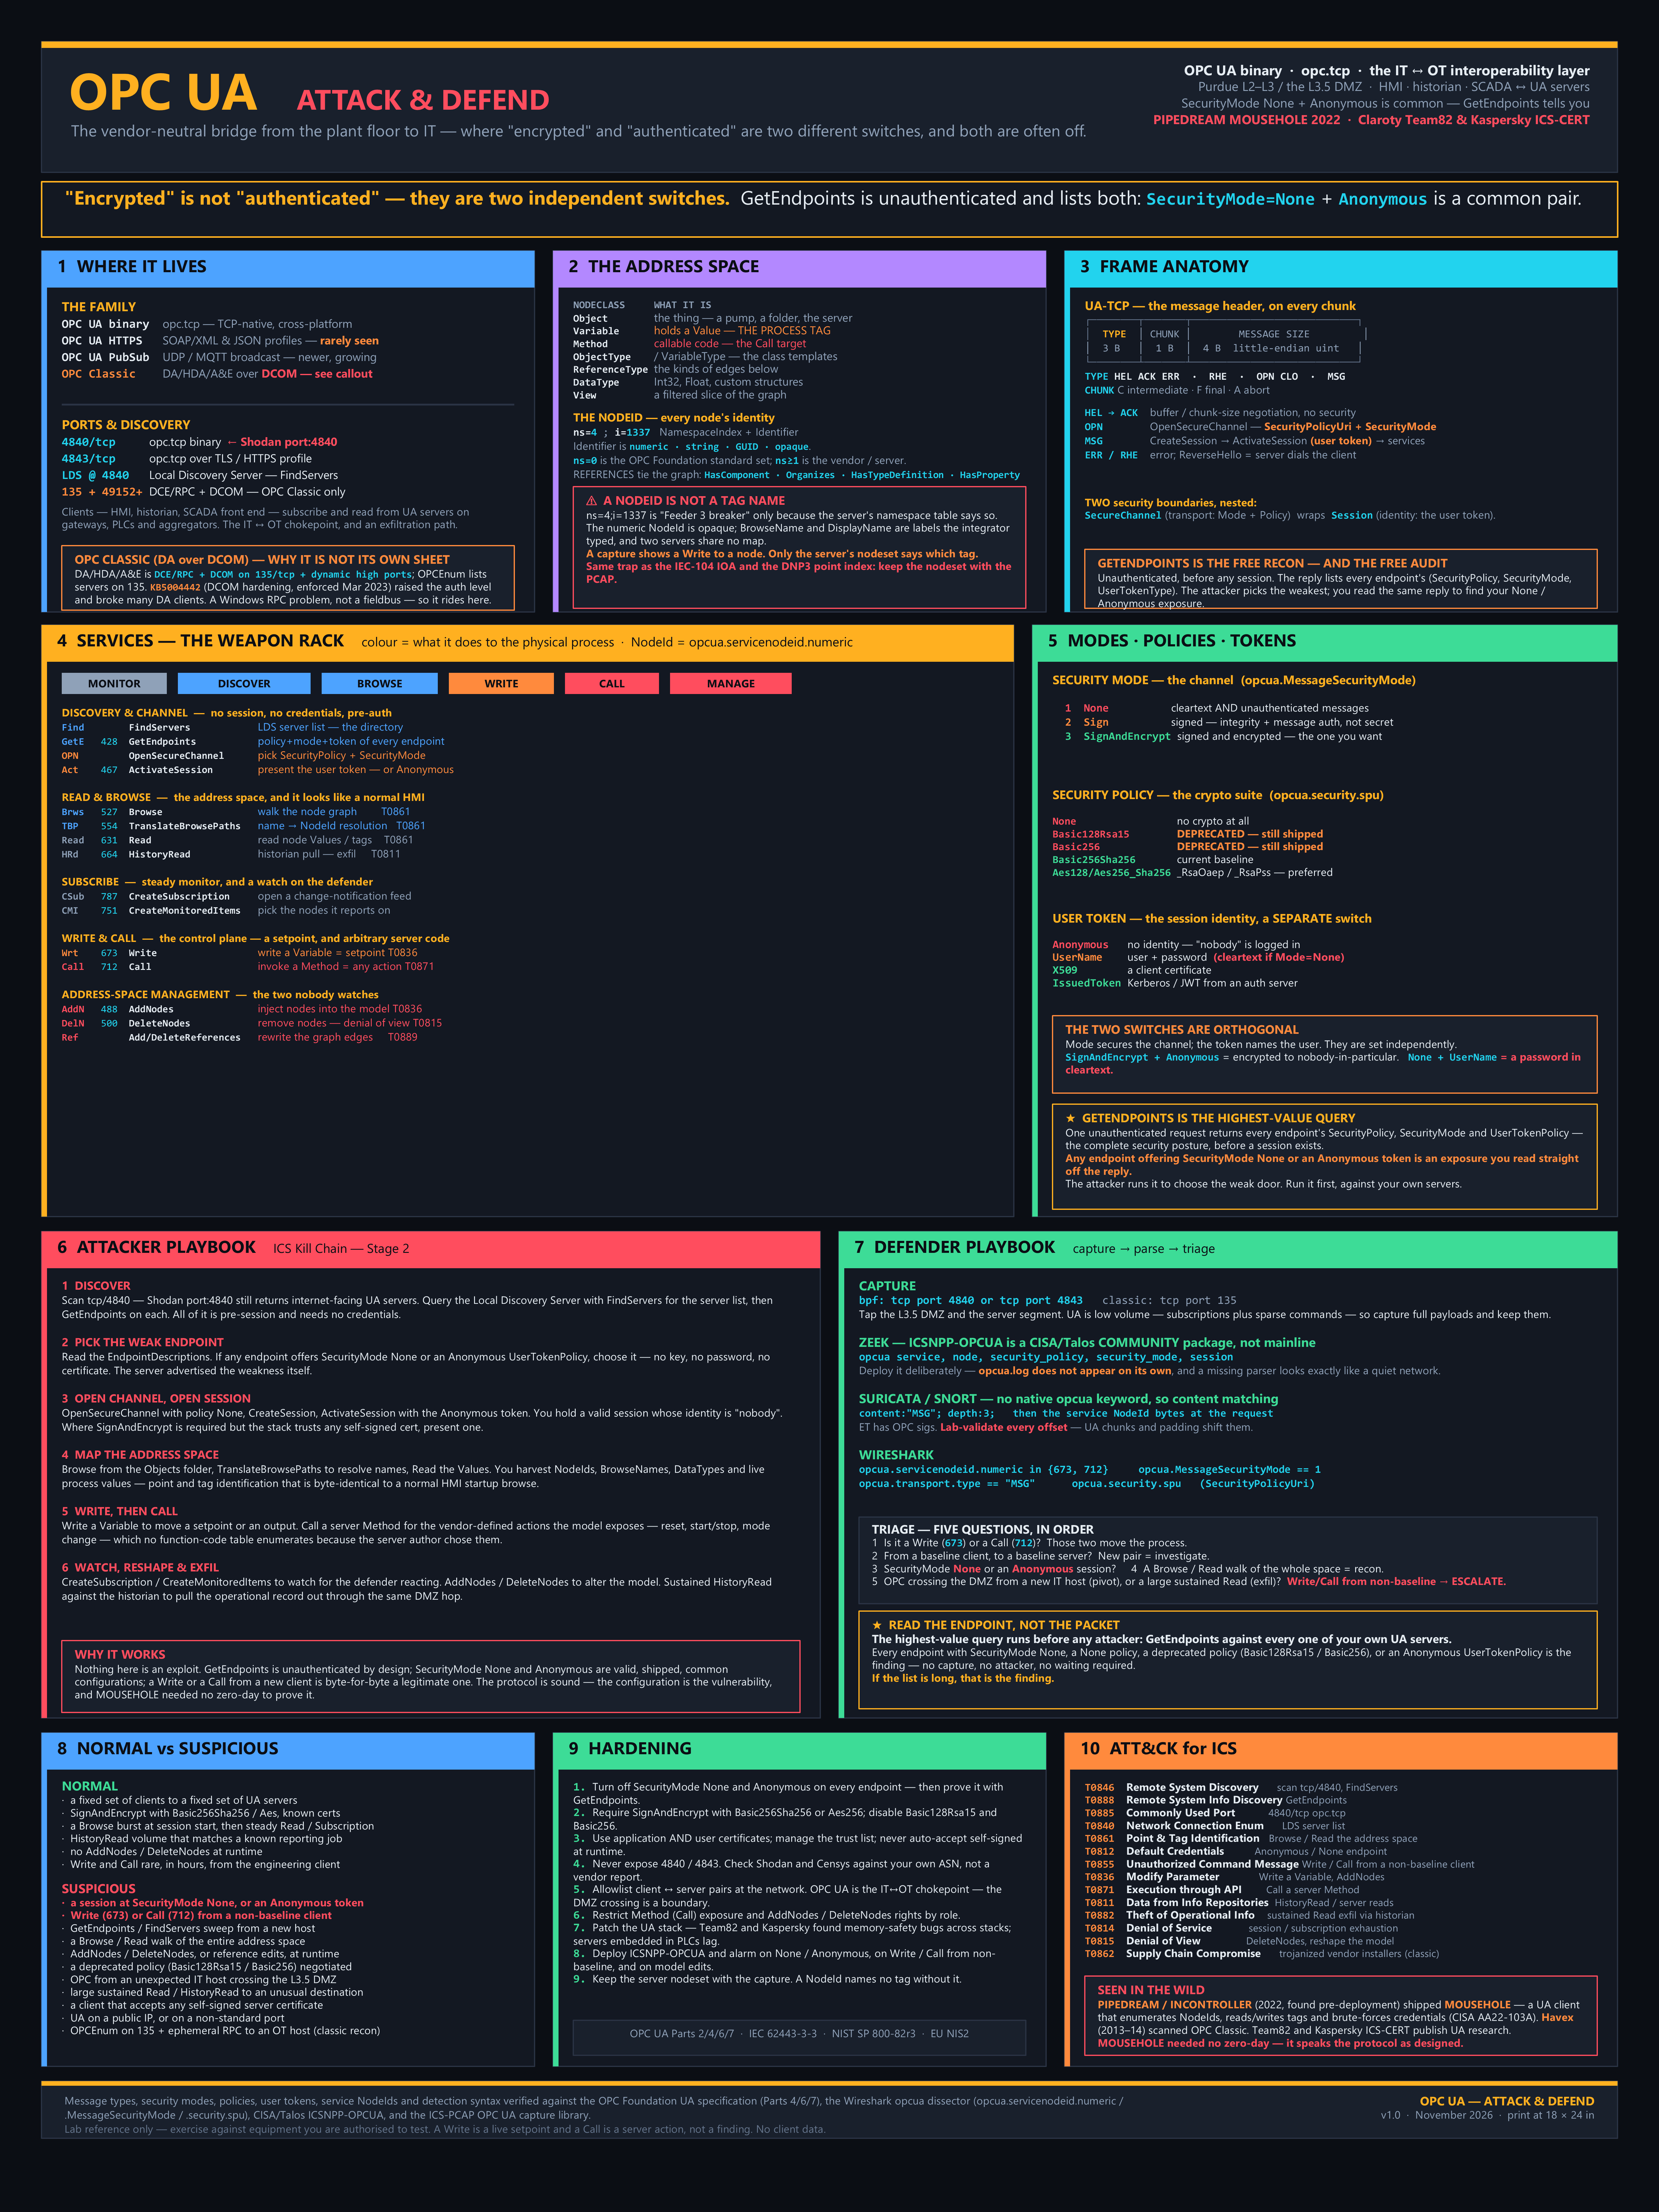 OPC UA ATTACK & DEFEND
The vendor-neutral bridge from the plant floor to IT — where "encrypted" and "authenticated" are two different switches, and both are often off.
OPC UA binary · opc.tcp · the IT ↔ OT interoperability layer
Purdue L2–L3 / the L3.5 DMZ · HMI · historian · SCADA ↔ UA servers
SecurityMode None + Anonymous is common — GetEndpoints tells you
PIPEDREAM MOUSEHOLE 2022 · Claroty Team82 & Kaspersky ICS-CERT
"Encrypted" is not "authenticated" — they are two independent switches. GetEndpoints is unauthenticated and lists both: SecurityMode=None + Anonymous is a common pair.
1 WHERE IT LIVES
THE FAMILY
OPC UA binary opc.tcp — TCP-native, cross-platform
OPC UA HTTPS SOAP/XML & JSON profiles — rarely seen
OPC UA PubSub UDP / MQTT broadcast — newer, growing
OPC Classic DA/HDA/A&E over DCOM — see callout
PORTS & DISCOVERY
4840/tcp opc.tcp binary ← Shodan port:4840
4843/tcp opc.tcp over TLS / HTTPS profile
LDS @ 4840 Local Discovery Server — FindServers
135 + 49152+ DCE/RPC + DCOM — OPC Classic only
Clients — HMI, historian, SCADA front end — subscribe and read from UA servers on
gateways, PLCs and aggregators. The IT ↔ OT chokepoint, and an exfiltration path.
OPC CLASSIC (DA over DCOM) — WHY IT IS NOT ITS OWN SHEET
DA/HDA/A&E is DCE/RPC + DCOM on 135/tcp + dynamic high ports; OPCEnum lists
servers on 135. KB5004442 (DCOM hardening, enforced Mar 2023) raised the auth level
and broke many DA clients. A Windows RPC problem, not a fieldbus — so it rides here.
2 THE ADDRESS SPACE
NODECLASS WHAT IT IS
Object the thing — a pump, a folder, the server
Variable holds a Value — THE PROCESS TAG
Method callable code — the Call target
ObjectType / VariableType — the class templates
ReferenceType the kinds of edges below
DataType Int32, Float, custom structures
View a filtered slice of the graph
THE NODEID — every node's identity
ns=4 ; i=1337 NamespaceIndex + Identifier
Identifier is numeric · string · GUID · opaque.
ns=0 is the OPC Foundation standard set; ns≥1 is the vendor / server.
REFERENCES tie the graph: HasComponent · Organizes · HasTypeDefinition · HasProperty
⚠ A NODEID IS NOT A TAG NAME
ns=4;i=1337 is "Feeder 3 breaker" only because the server's namespace table says so.
The numeric NodeId is opaque; BrowseName and DisplayName are labels the integrator
typed, and two servers share no map.
A capture shows a Write to a node. Only the server's nodeset says which tag.
Same trap as the IEC-104 IOA and the DNP3 point index: keep the nodeset with the
PCAP.
3 FRAME ANATOMY
UA-TCP — the message header, on every chunk
TYPE CHUNK MESSAGE SIZE
3 B 1 B 4 B little-endian uint
TYPE HEL ACK ERR · RHE · OPN CLO · MSG
CHUNK C intermediate · F final · A abort
HEL → ACK buffer / chunk-size negotiation, no security
OPN OpenSecureChannel — SecurityPolicyUri + SecurityMode
MSG CreateSession → ActivateSession (user token) → services
ERR / RHE error; ReverseHello = server dials the client
TWO security boundaries, nested:
SecureChannel (transport: Mode + Policy) wraps Session (identity: the user token).
GETENDPOINTS IS THE FREE RECON — AND THE FREE AUDIT
Unauthenticated, before any session. The reply lists every endpoint's (SecurityPolicy, SecurityMode,
UserTokenType). The attacker picks the weakest; you read the same reply to find your None /
Anonymous exposure.
4 SERVICES — THE WEAPON RACK colour = what it does to the physical process · NodeId = opcua.servicenodeid.numeric
MONITOR DISCOVER BROWSE WRITE CALL MANAGE
DISCOVERY & CHANNEL — no session, no credentials, pre-auth
Find FindServers LDS server list — the directory
GetE 428 GetEndpoints policy+mode+token of every endpoint
OPN OpenSecureChannel pick SecurityPolicy + SecurityMode
Act 467 ActivateSession present the user token — or Anonymous
READ & BROWSE — the address space, and it looks like a normal HMI
Brws 527 Browse walk the node graph T0861
TBP 554 TranslateBrowsePaths name → NodeId resolution T0861
Read 631 Read read node Values / tags T0861
HRd 664 HistoryRead historian pull — exfil T0811
SUBSCRIBE — steady monitor, and a watch on the defender
CSub 787 CreateSubscription open a change-notification feed
CMI 751 CreateMonitoredItems pick the nodes it reports on
WRITE & CALL — the control plane — a setpoint, and arbitrary server code
Wrt 673 Write write a Variable = setpoint T0836
Call 712 Call invoke a Method = any action T0871
ADDRESS-SPACE MANAGEMENT — the two nobody watches
AddN 488 AddNodes inject nodes into the model T0836
DelN 500 DeleteNodes remove nodes — denial of view T0815
Ref Add/DeleteReferences rewrite the graph edges T0889
5 MODES · POLICIES · TOKENS
SECURITY MODE — the channel (opcua.MessageSecurityMode)
1 None cleartext AND unauthenticated messages
2 Sign signed — integrity + message auth, not secret
3 SignAndEncrypt signed and encrypted — the one you want
SECURITY POLICY — the crypto suite (opcua.security.spu)
None no crypto at all
Basic128Rsa15 DEPRECATED — still shipped
Basic256 DEPRECATED — still shipped
Basic256Sha256 current baseline
Aes128/Aes256_Sha256 _RsaOaep / _RsaPss — preferred
USER TOKEN — the session identity, a SEPARATE switch
Anonymous no identity — "nobody" is logged in
UserName user + password (cleartext if Mode=None)
X509 a client certificate
IssuedToken Kerberos / JWT from an auth server
THE TWO SWITCHES ARE ORTHOGONAL
Mode secures the channel; the token names the user. They are set independently.
SignAndEncrypt + Anonymous = encrypted to nobody-in-particular. None + UserName = a password in
cleartext.
★ GETENDPOINTS IS THE HIGHEST-VALUE QUERY
One unauthenticated request returns every endpoint's SecurityPolicy, SecurityMode and UserTokenPolicy —
the complete security posture, before a session exists.
Any endpoint offering SecurityMode None or an Anonymous token is an exposure you read straight
off the reply.
The attacker runs it to choose the weak door. Run it first, against your own servers.
6 ATTACKER PLAYBOOK ICS Kill Chain — Stage 2
1 DISCOVER
Scan tcp/4840 — Shodan port:4840 still returns internet-facing UA servers. Query the Local Discovery Server with FindServers for the server list, then
GetEndpoints on each. All of it is pre-session and needs no credentials.
2 PICK THE WEAK ENDPOINT
Read the EndpointDescriptions. If any endpoint offers SecurityMode None or an Anonymous UserTokenPolicy, choose it — no key, no password, no
certificate. The server advertised the weakness itself.
3 OPEN CHANNEL, OPEN SESSION
OpenSecureChannel with policy None, CreateSession, ActivateSession with the Anonymous token. You hold a valid session whose identity is "nobody".
Where SignAndEncrypt is required but the stack trusts any self-signed cert, present one.
4 MAP THE ADDRESS SPACE
Browse from the Objects folder, TranslateBrowsePaths to resolve names, Read the Values. You harvest NodeIds, BrowseNames, DataTypes and live
process values — point and tag identification that is byte-identical to a normal HMI startup browse.
5 WRITE, THEN CALL
Write a Variable to move a setpoint or an output. Call a server Method for the vendor-defined actions the model exposes — reset, start/stop, mode
change — which no function-code table enumerates because the server author chose them.
6 WATCH, RESHAPE & EXFIL
CreateSubscription / CreateMonitoredItems to watch for the defender reacting. AddNodes / DeleteNodes to alter the model. Sustained HistoryRead
against the historian to pull the operational record out through the same DMZ hop.
WHY IT WORKS
Nothing here is an exploit. GetEndpoints is unauthenticated by design; SecurityMode None and Anonymous are valid, shipped, common
configurations; a Write or a Call from a new client is byte-for-byte a legitimate one. The protocol is sound — the configuration is the vulnerability,
and MOUSEHOLE needed no zero-day to prove it.
7 DEFENDER PLAYBOOK capture → parse → triage
CAPTURE
bpf: tcp port 4840 or tcp port 4843 classic: tcp port 135
Tap the L3.5 DMZ and the server segment. UA is low volume — subscriptions plus sparse commands — so capture full payloads and keep them.
ZEEK — ICSNPP-OPCUA is a CISA/Talos COMMUNITY package, not mainline
opcua service, node, security_policy, security_mode, session
Deploy it deliberately — opcua.log does not appear on its own, and a missing parser looks exactly like a quiet network.
SURICATA / SNORT — no native opcua keyword, so content matching
content:"MSG"; depth:3; then the service NodeId bytes at the request
ET has OPC sigs. Lab-validate every offset — UA chunks and padding shift them.
WIRESHARK
opcua.servicenodeid.numeric in {673, 712} opcua.MessageSecurityMode == 1
opcua.transport.type == "MSG" opcua.security.spu (SecurityPolicyUri)
TRIAGE — FIVE QUESTIONS, IN ORDER
1 Is it a Write (673) or a Call (712)? Those two move the process.
2 From a baseline client, to a baseline server? New pair = investigate.
3 SecurityMode None or an Anonymous session? 4 A Browse / Read walk of the whole space = recon.
5 OPC crossing the DMZ from a new IT host (pivot), or a large sustained Read (exfil)? Write/Call from non-baseline → ESCALATE.
★ READ THE ENDPOINT, NOT THE PACKET
The highest-value query runs before any attacker: GetEndpoints against every one of your own UA servers.
Every endpoint with SecurityMode None, a None policy, a deprecated policy (Basic128Rsa15 / Basic256), or an Anonymous UserTokenPolicy is the
finding — no capture, no attacker, no waiting required.
If the list is long, that is the finding.
8 NORMAL vs SUSPICIOUS
NORMAL
· a fixed set of clients to a fixed set of UA servers
· SignAndEncrypt with Basic256Sha256 / Aes, known certs
· a Browse burst at session start, then steady Read / Subscription
· HistoryRead volume that matches a known reporting job
· no AddNodes / DeleteNodes at runtime
· Write and Call rare, in hours, from the engineering client
SUSPICIOUS
· a session at SecurityMode None, or an Anonymous token
· Write (673) or Call (712) from a non-baseline client
· GetEndpoints / FindServers sweep from a new host
· a Browse / Read walk of the entire address space
· AddNodes / DeleteNodes, or reference edits, at runtime
· a deprecated policy (Basic128Rsa15 / Basic256) negotiated
· OPC from an unexpected IT host crossing the L3.5 DMZ
· large sustained Read / HistoryRead to an unusual destination
· a client that accepts any self-signed server certificate
· UA on a public IP, or on a non-standard port
· OPCEnum on 135 + ephemeral RPC to an OT host (classic recon)
9 HARDENING
1. Turn off SecurityMode None and Anonymous on every endpoint — then prove it with
GetEndpoints.
2. Require SignAndEncrypt with Basic256Sha256 or Aes256; disable Basic128Rsa15 and
Basic256.
3. Use application AND user certificates; manage the trust list; never auto-accept self-signed
at runtime.
4. Never expose 4840 / 4843. Check Shodan and Censys against your own ASN, not a
vendor report.
5. Allowlist client ↔ server pairs at the network. OPC UA is the IT↔OT chokepoint — the
DMZ crossing is a boundary.
6. Restrict Method (Call) exposure and AddNodes / DeleteNodes rights by role.
7. Patch the UA stack — Team82 and Kaspersky found memory-safety bugs across stacks;
servers embedded in PLCs lag.
8. Deploy ICSNPP-OPCUA and alarm on None / Anonymous, on Write / Call from non-
baseline, and on model edits.
9. Keep the server nodeset with the capture. A NodeId names no tag without it.
OPC UA Parts 2/4/6/7 · IEC 62443-3-3 · NIST SP 800-82r3 · EU NIS2
10 ATT&CK for ICS
T0846 Remote System Discovery scan tcp/4840, FindServers
T0888 Remote System Info Discovery GetEndpoints
T0885 Commonly Used Port 4840/tcp opc.tcp
T0840 Network Connection Enum LDS server list
T0861 Point & Tag Identification Browse / Read the address space
T0812 Default Credentials Anonymous / None endpoint
T0855 Unauthorized Command Message Write / Call from a non-baseline client
T0836 Modify Parameter Write a Variable, AddNodes
T0871 Execution through API Call a server Method
T0811 Data from Info Repositories HistoryRead / server reads
T0882 Theft of Operational Info sustained Read exfil via historian
T0814 Denial of Service session / subscription exhaustion
T0815 Denial of View DeleteNodes, reshape the model
T0862 Supply Chain Compromise trojanized vendor installers (classic)
SEEN IN THE WILD
PIPEDREAM / INCONTROLLER (2022, found pre-deployment) shipped MOUSEHOLE — a UA client
that enumerates NodeIds, reads/writes tags and brute-forces credentials (CISA AA22-103A). Havex
(2013–14) scanned OPC Classic. Team82 and Kaspersky ICS-CERT publish UA research.
MOUSEHOLE needed no zero-day — it speaks the protocol as designed.
Message types, security modes, policies, user tokens, service NodeIds and detection syntax verified against the OPC Foundation UA specification (Parts 4/6/7), the Wireshark opcua dissector (opcua.servicenodeid.numeric /
.MessageSecurityMode / .security.spu), CISA/Talos ICSNPP-OPCUA, and the ICS-PCAP OPC UA capture library.
Lab reference only — exercise against equipment you are authorised to test. A Write is a live setpoint and a Call is a server action, not a finding. No client data.
OPC UA — ATTACK & DEFEND
v1.0 · November 2026 · print at 18 × 24 in